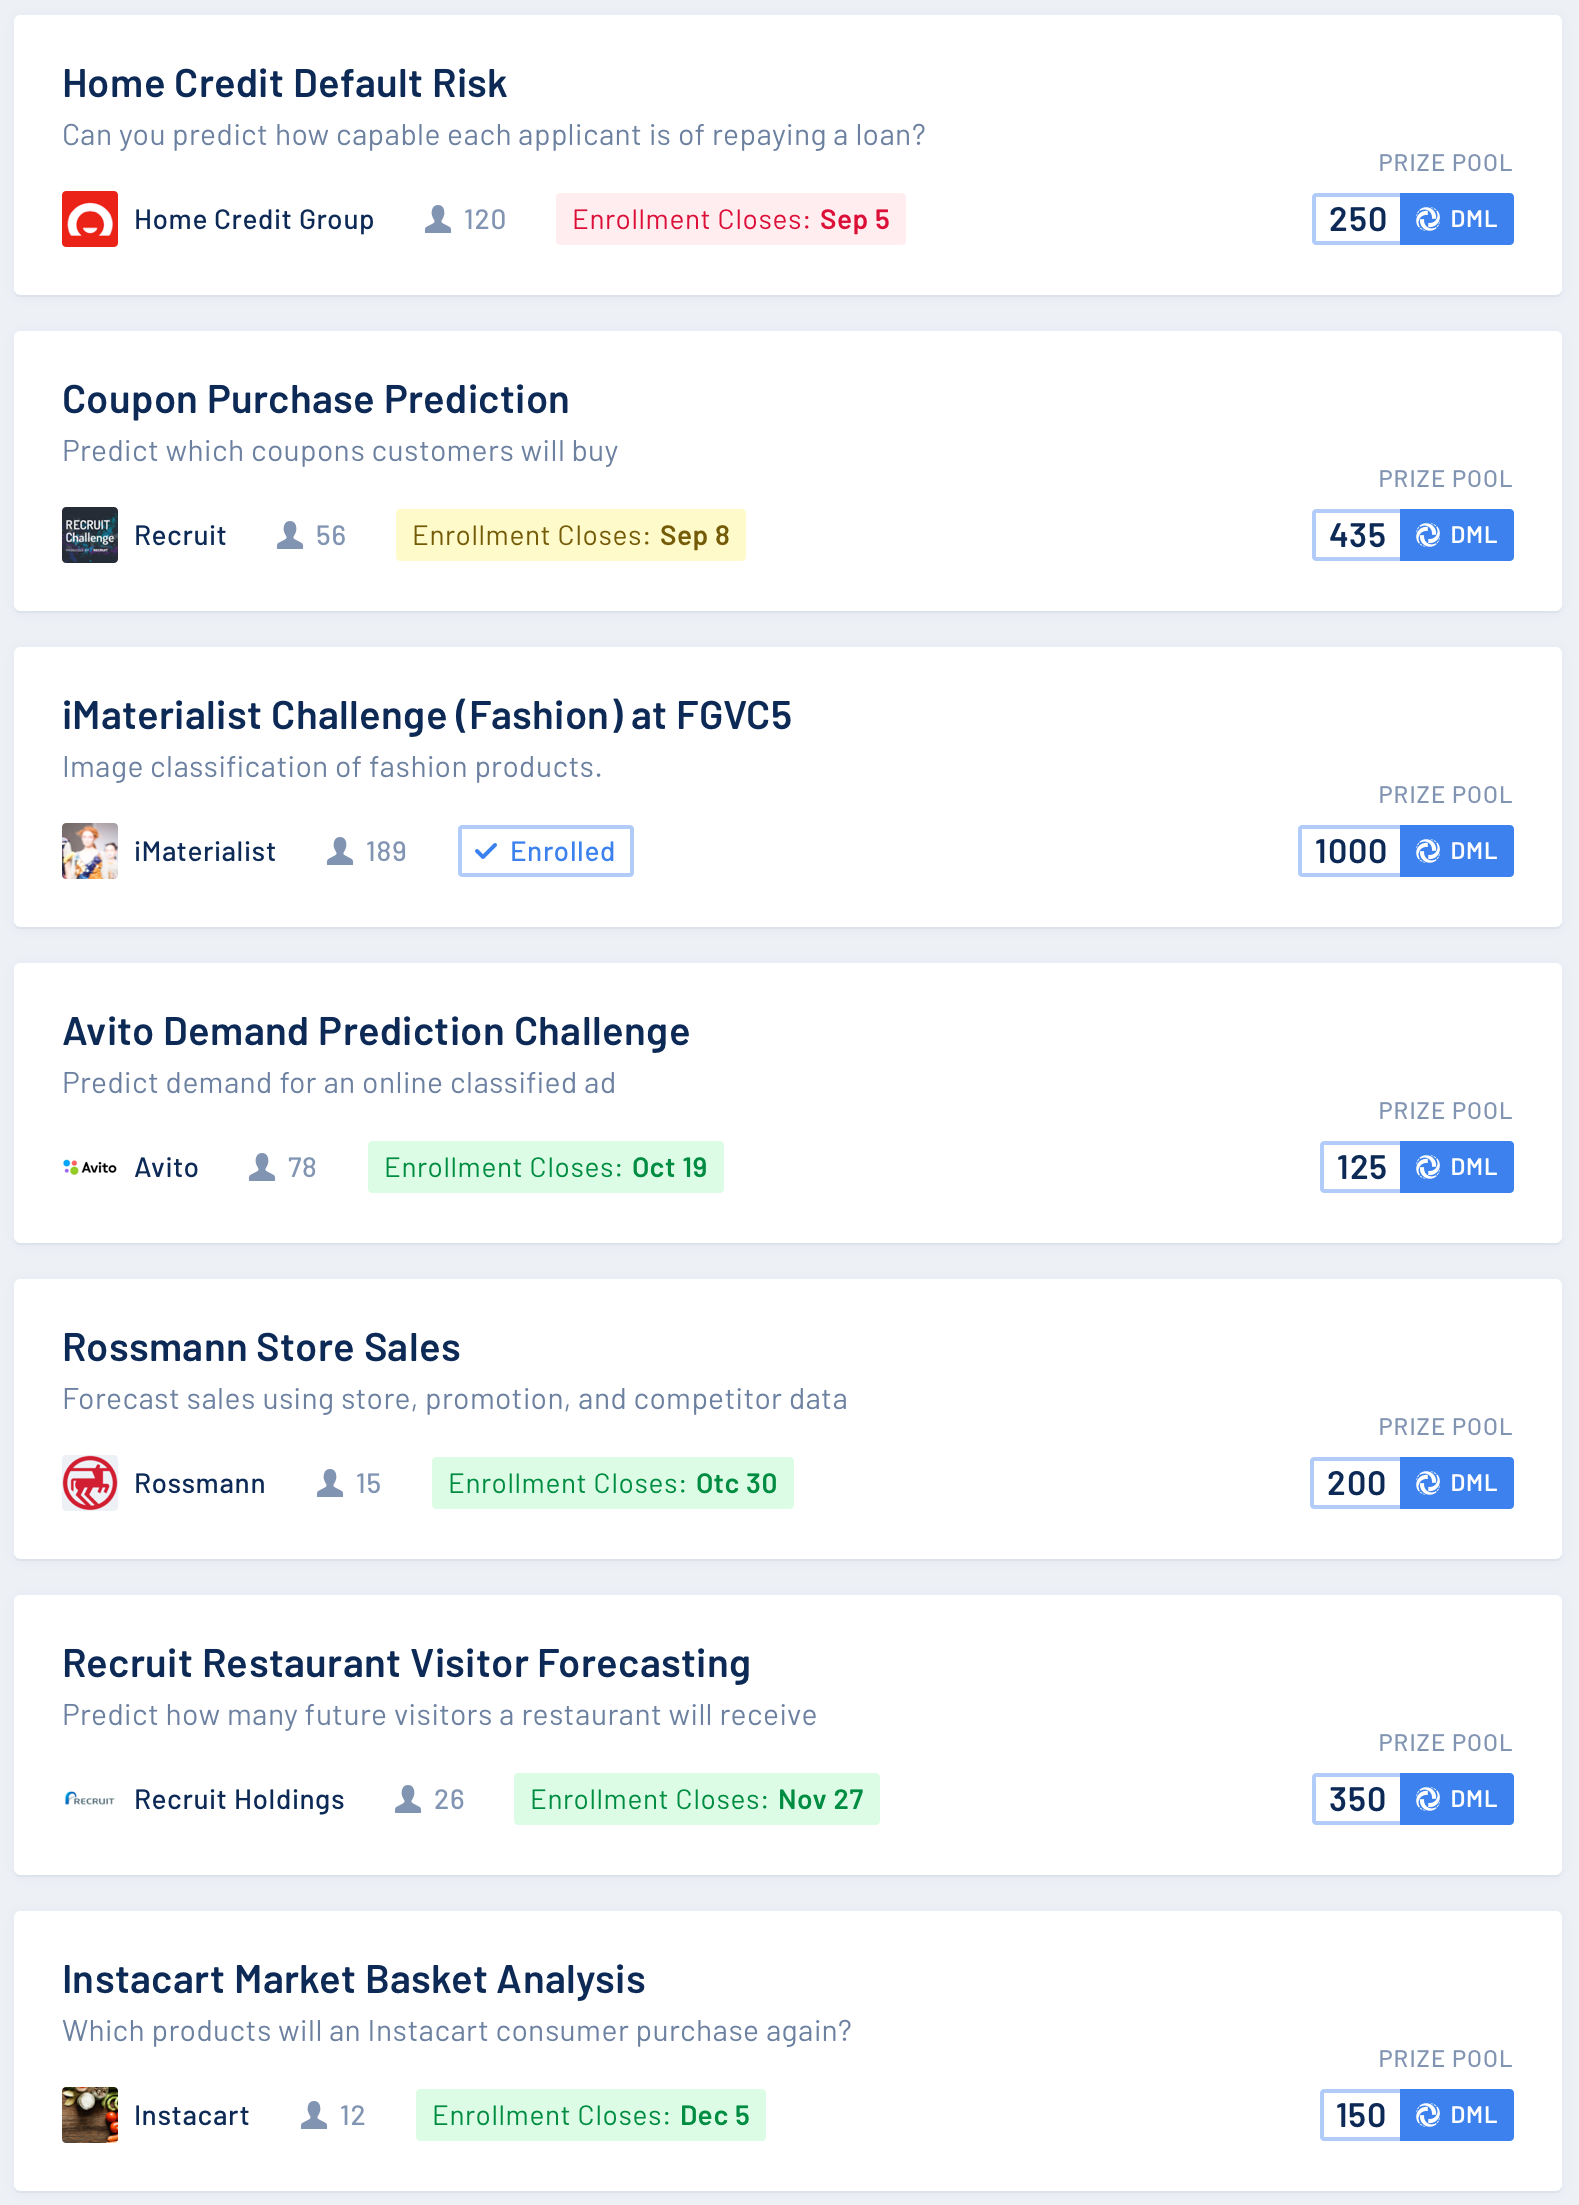 Home Credit Default Risk
Can you predict how capable each applicant is of repaying a loan?
PRIZE POOL
Home Credit Group 120 Enrollment Closes: Sep 5 250 DML
Coupon Purchase Prediction
Predict which coupons customers will buy
PRIZE POOL
RECRUIT
Challenge
Recruit 56 Enrollment Closes: Sep 8 435 DML
iMaterialist Challenge (Fashion) at FGVC5
Image classification of fashion products.
PRIZE POOL
iMaterialist 189 Enrolled 1000 DML
Avito Demand Prediction Challenge
Predict demand for an online classified ad
PRIZE POOL
Avito Avito 78 Enrollment Closes: Oct 19 125 DML
Rossmann Store Sales
Forecast sales using store, promotion, and competitor data
PRIZE POOL
Rossmann 15 Enrollment Closes: Otc 30 200 DML
Recruit Restaurant Visitor Forecasting
Predict how many future visitors a restaurant will receive
PRIZE POOL
RECRUIT Recruit Holdings 26 Enrollment Closes: Nov 27 350 DML
Instacart Market Basket Analysis
Which products will an Instacart consumer purchase again?
PRIZE POOL
Instacart 12 Enrollment Closes: Dec 5 150 DML